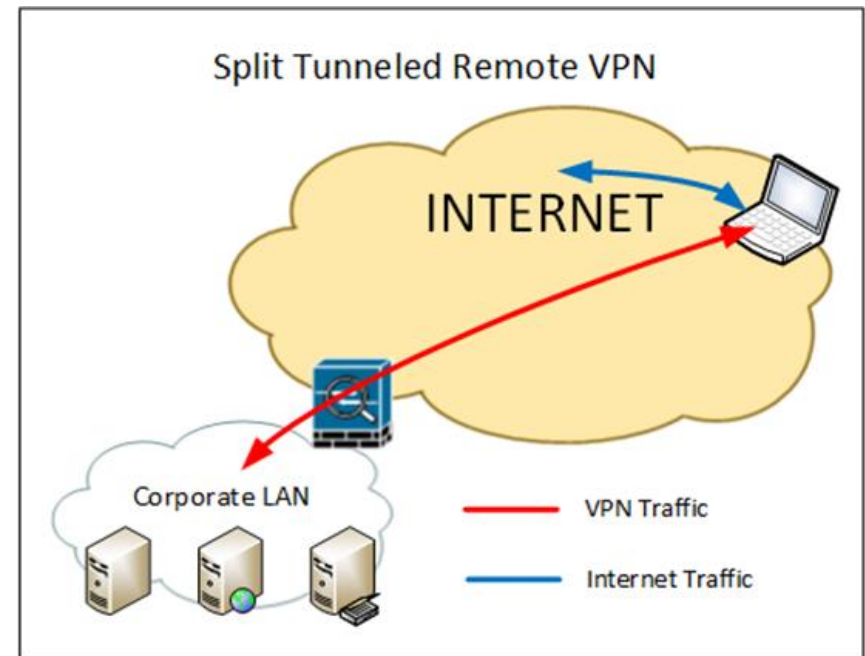 Split Tunneled Remote VPN
INTERNET
Corporate LAN
VPN Traffic
Internet Traffic